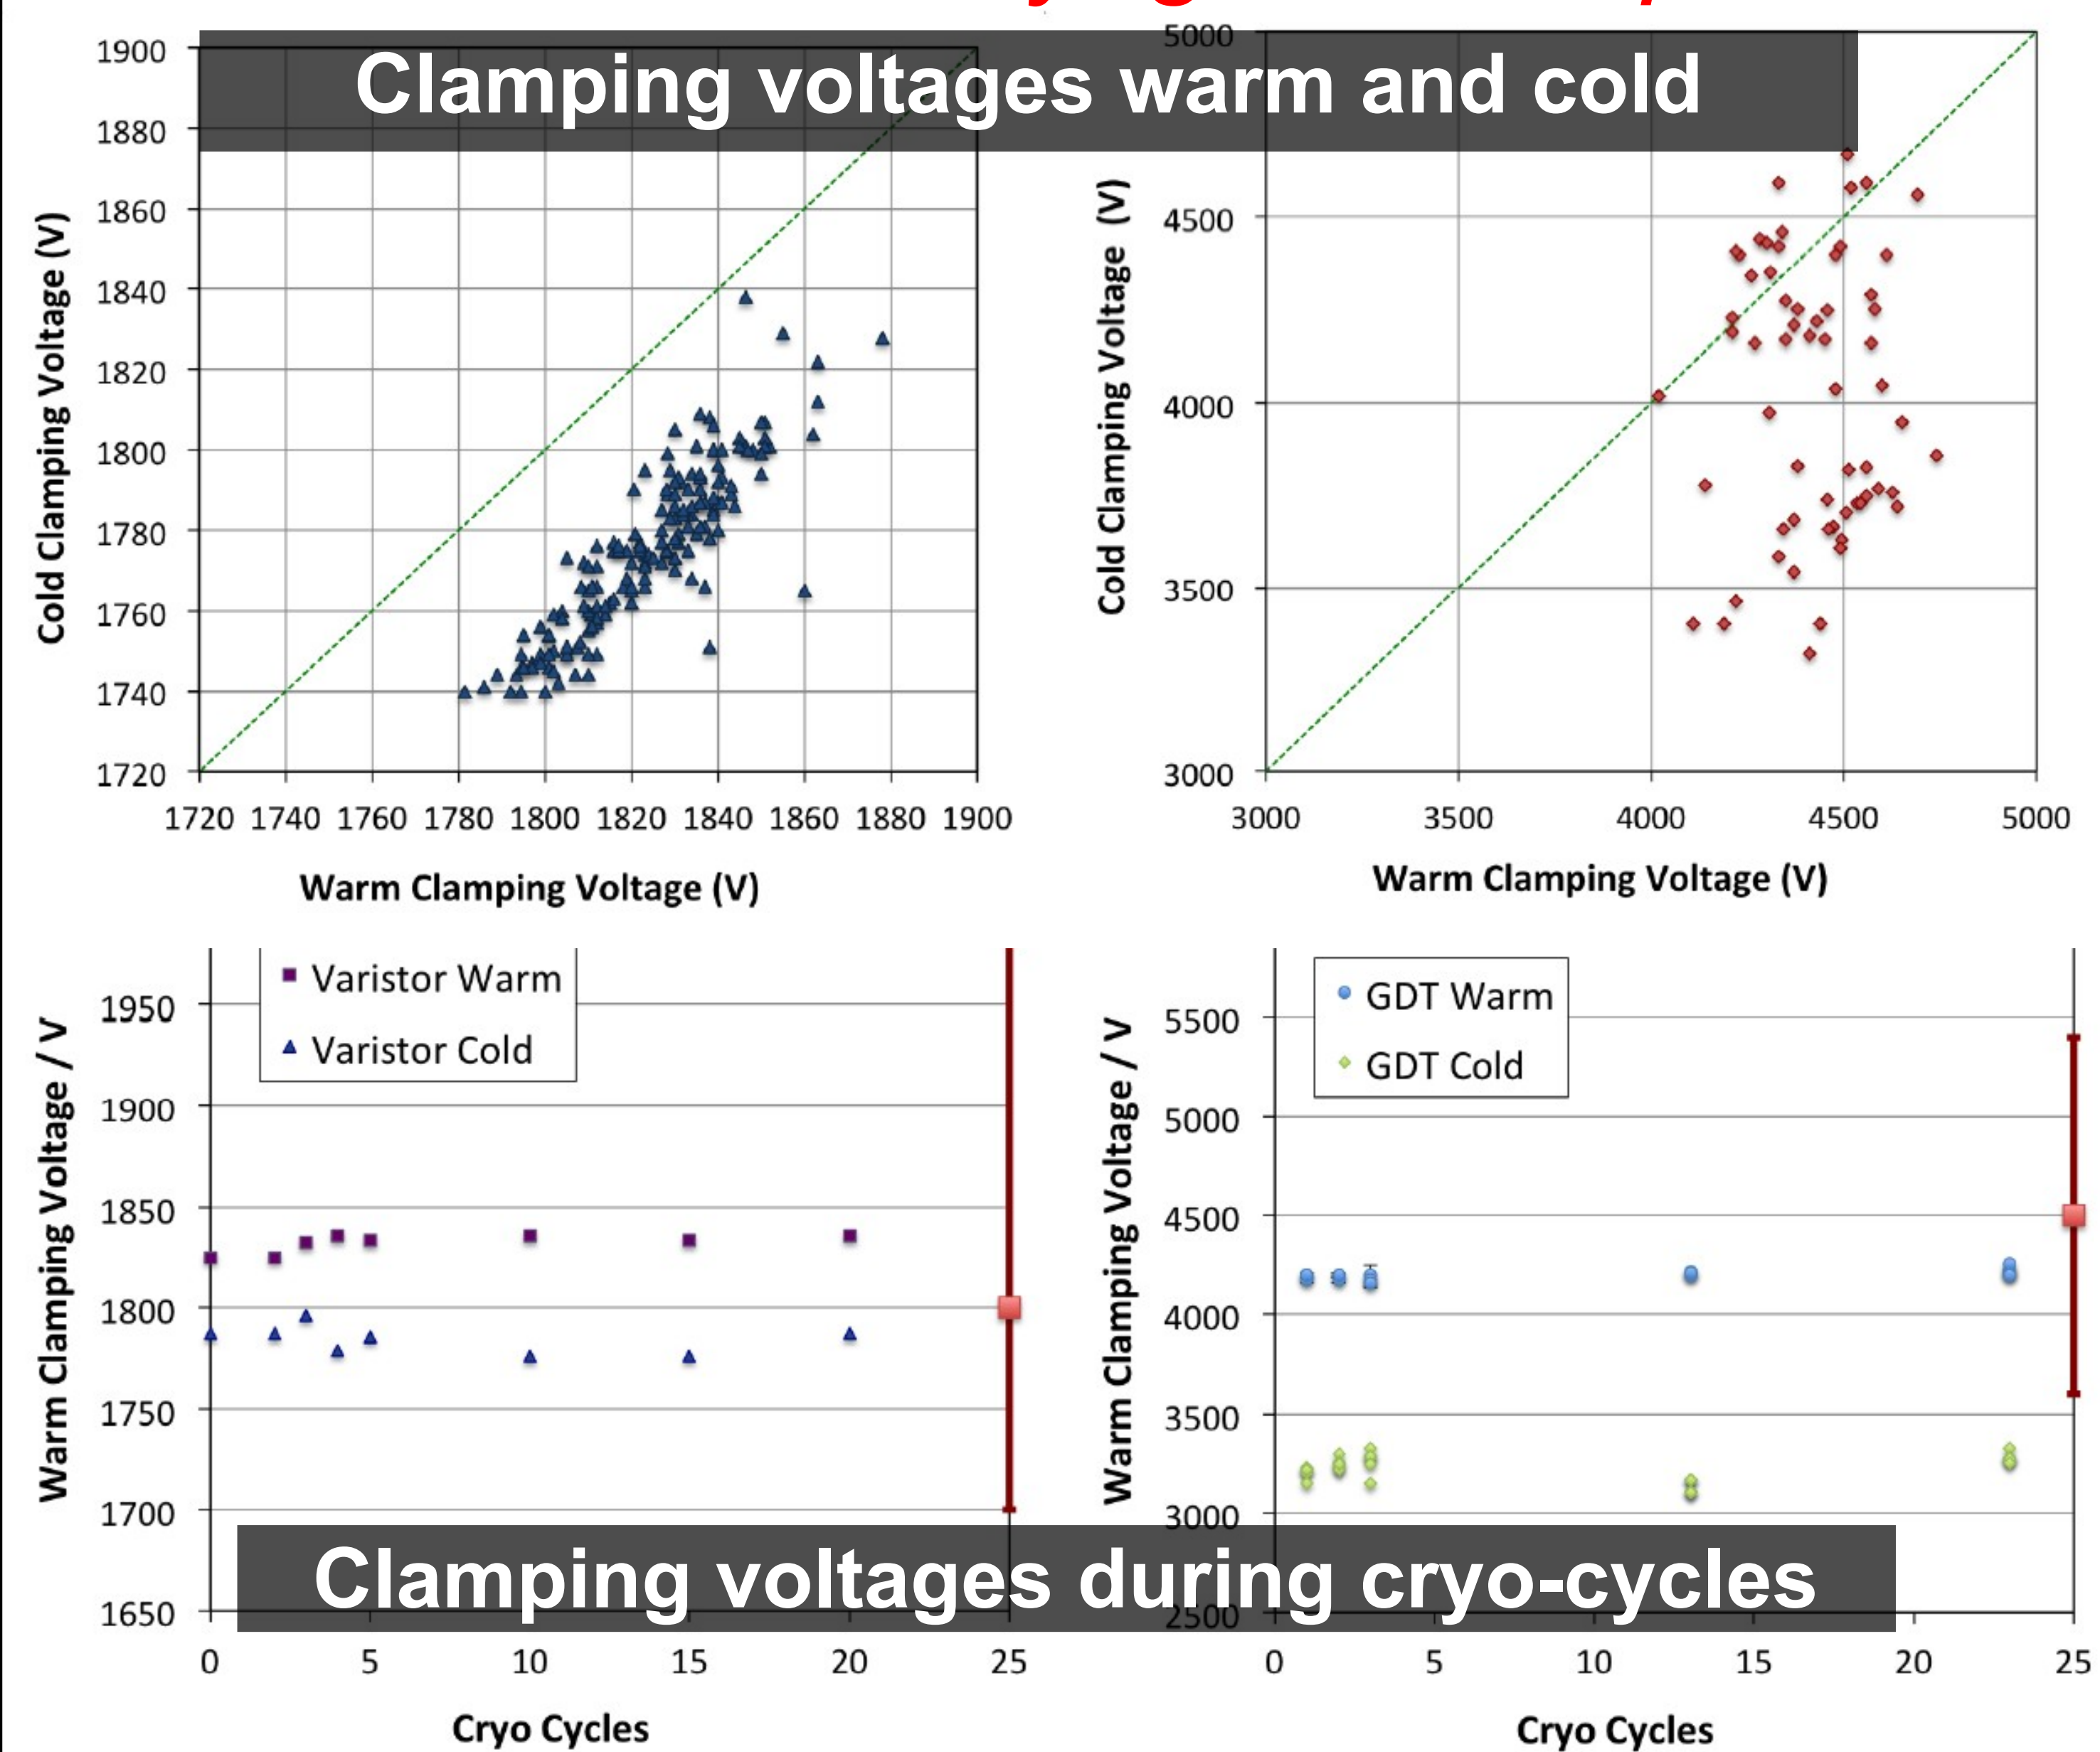 Clamping voltages warm and cold
1900
1880
1860
1840
1820
1800
1780
1760
1740
1720
Cold Clamping Voltage (V)
1720 1740 1760 1780 1800 1820 1840 1860 1880 1900
Warm Clamping Voltage (V)
5000
4500
4000
3500
3000
Cold Clamping Voltage (V)
3000 3500 4000 4500 5000
Warm Clamping Voltage (V)
Varistor Warm
Varistor Cold
1950
1900
1850
1800
1750
1700
1650
Warm Clamping Voltage / V
0 5 10 15 20 25
Cryo Cycles
GDT Warm
GDT Cold
5500
5000
4500
4000
3500
3000
2500
Warm Clamping Voltage / V
0 5 10 15 20 25
Cryo Cycles
Clamping voltages during cryo-cycles